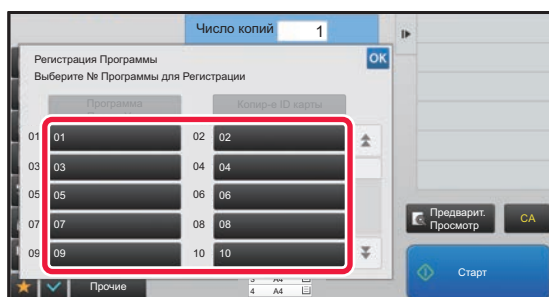 Число копий 1
Регистрация Программы
OK
Выберите № Программы для Регистрации
Программа
Копир-е ID карты
01 01 02 02
03 03 04 04
05 05 06 06
07 07 08 08
09 09 10 10
Предварит.
Просмотр
CA
Прочие
3 A4
4 A4
Старт